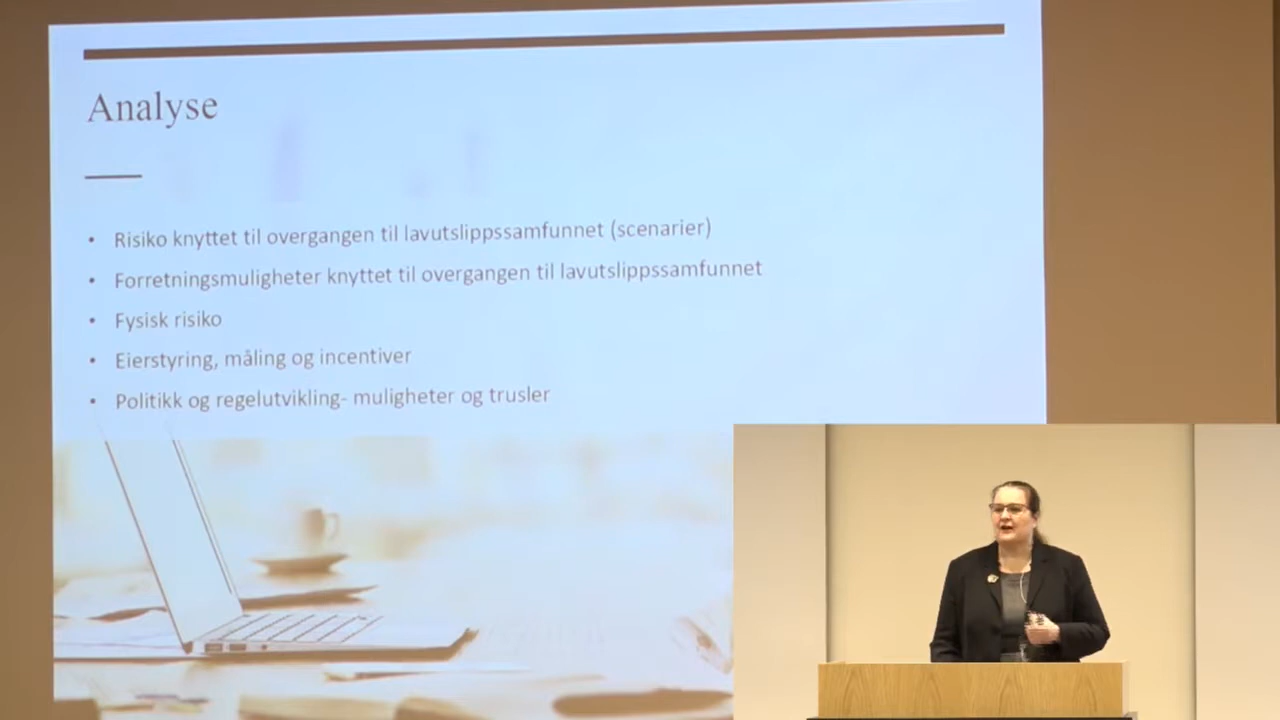 Analyse
• Risiko knyttet til overgangen til lavutslippssamfunnet (scenarier)
• Forretningsmuligheter knyttet til overgangen til lavutslippssamfunnet
• Fysisk risiko
• Eierstyring, måling og incentiver
• Politikk og regelutvikling- muligheter og trusler